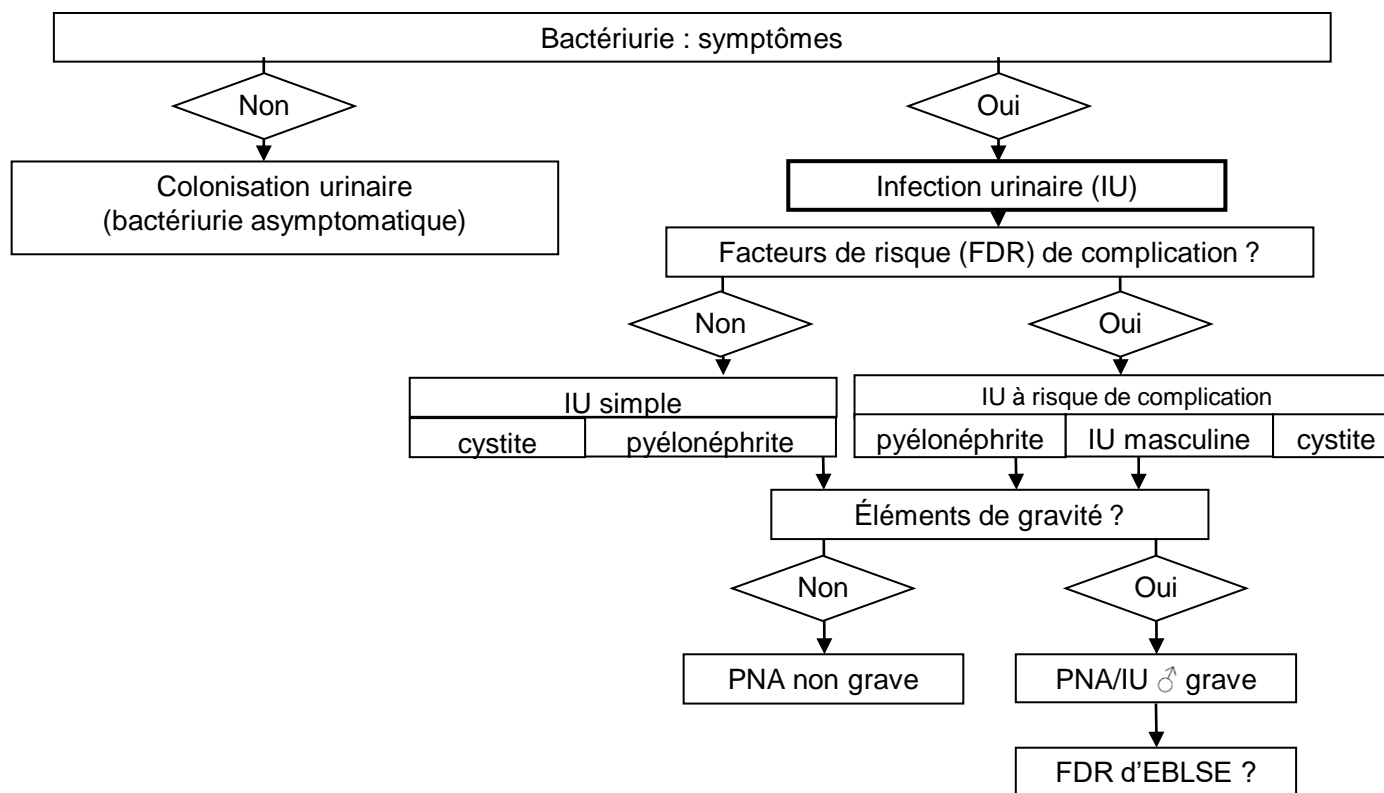 Bactériurie : symptômes
Non
Oui
Colonisation urinaire
(bactériurie asymptomatique)
Infection urinaire (IU)
Facteurs de risque (FDR) de complication ?
Non
Oui
IU simple
IU à risque de complication
cystite
pyélonéphrite
pyélonéphrite
IU masculine
cystite
Éléments de gravité ?
Non
Oui
PNA non grave
PNA/IU ♂ grave
FDR d’EBLSE ?